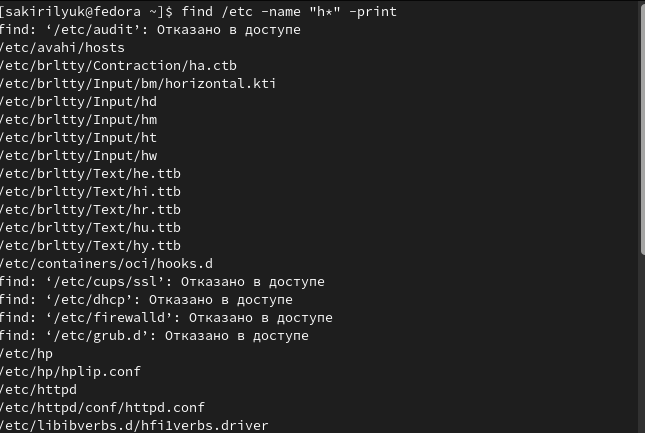 [sakirilyuk@fedora ~]$ find /etc -name "h*" -print
find: ‘/etc/audit’: Отказано в доступе
/etc/avahi/hosts
/etc/brltty/Contraction/ha.ctb
/etc/brltty/Input/bm/horizontal.kti
/etc/brltty/Input/hd
/etc/brltty/Input/hm
/etc/brltty/Input/ht
/etc/brltty/Input/hw
/etc/brltty/Text/he.ttb
/etc/brltty/Text/hi.ttb
/etc/brltty/Text/hr.ttb
/etc/brltty/Text/hu.ttb
/etc/brltty/Text/hy.ttb
/etc/containers/oci/hooks.d
find: ‘/etc/cups/ssl’: Отказано в доступе
find: ‘/etc/dhcp’: Отказано в доступе
find: ‘/etc/firewalld’: Отказано в доступе
find: ‘/etc/grub.d’: Отказано в доступе
/etc/hp
/etc/hp/hplip.conf
/etc/httpd
/etc/httpd/conf/httpd.conf
/etc/libibverbs.d/hfi1verbs.driver